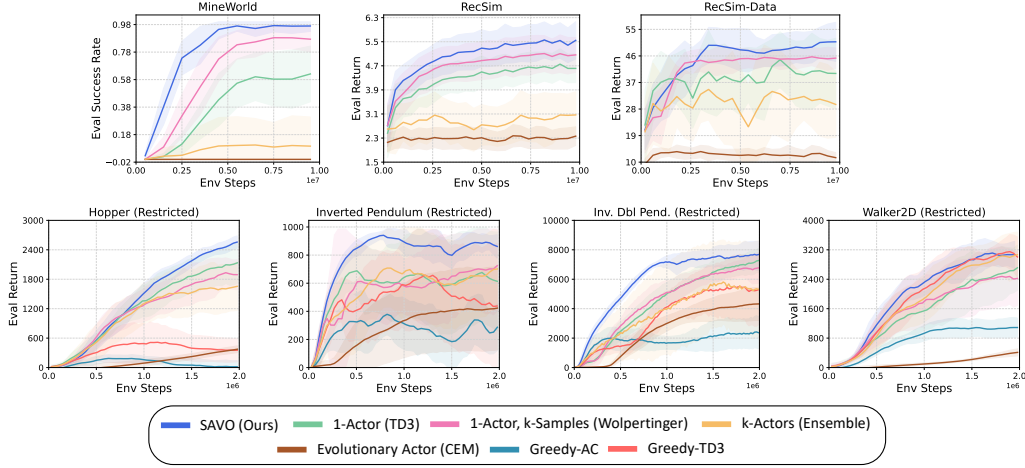 MineWorld
RecSim
RecSim-Data
Eval Success Rate
0.98
0.78
0.58
0.38
0.18
−0.02
0.00 0.25 0.50 0.75 1.00
Env Steps
1e7
Eval Return
6.3
5.5
4.7
3.9
3.1
2.3
1.5
0.00 0.25 0.50 0.75 1.00
Env Steps
1e7
Eval Return
55
46
37
28
19
10
0.00 0.25 0.50 0.75 1.00
Env Steps
1e7
Hopper (Restricted)
Inverted Pendulum (Restricted)
Inv. Dbl Pend. (Restricted)
Walker2D (Restricted)
Eval Return
3000
2400
1800
1200
600
0
0.0 0.5 1.0 1.5 2.0
Env Steps
1e6
Eval Return
1000
800
600
400
200
0
0.0 0.5 1.0 1.5 2.0
Env Steps
1e6
Eval Return
10000
8000
6000
4000
2000
0
0.0 0.5 1.0 1.5 2.0
Env Steps
1e6
Eval Return
4000
3200
2400
1600
800
0
0.0 0.5 1.0 1.5 2.0
Env Steps
1e6
SAVO (Ours) 1-Actor (TD3) 1-Actor, k-Samples (Wolpertinger) k-Actors (Ensemble)
Evolutionary Actor (CEM) Greedy-AC Greedy-TD3